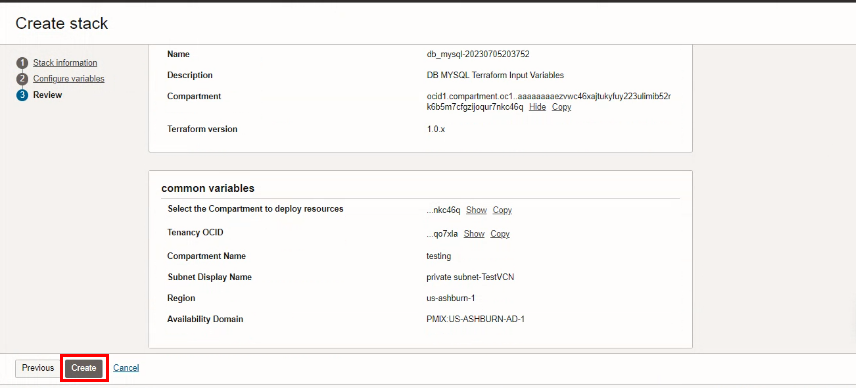 Create stack
1 Stack information
2 Configure variables
3 Review
Name db_mysql-20230705203752
Description DB MYSQL Terraform Input Variables
Compartment ocid1.compartment.oc1..aaaaaaaaezvwc46xajtukyfuy223ulimib52r
k6b5m7cfgzijoqur7nkc46q Hide Copy
Terraform version 1.0.x
common variables
Select the Compartment to deploy resources ...nkc46q Show Copy
Tenancy OCID ...qo7xla Show Copy
Compartment Name testing
Subnet Display Name private subnet-TestVCN
Region us-ashburn-1
Availability Domain PMIX:US-ASHBURN-AD-1
Previous Create Cancel